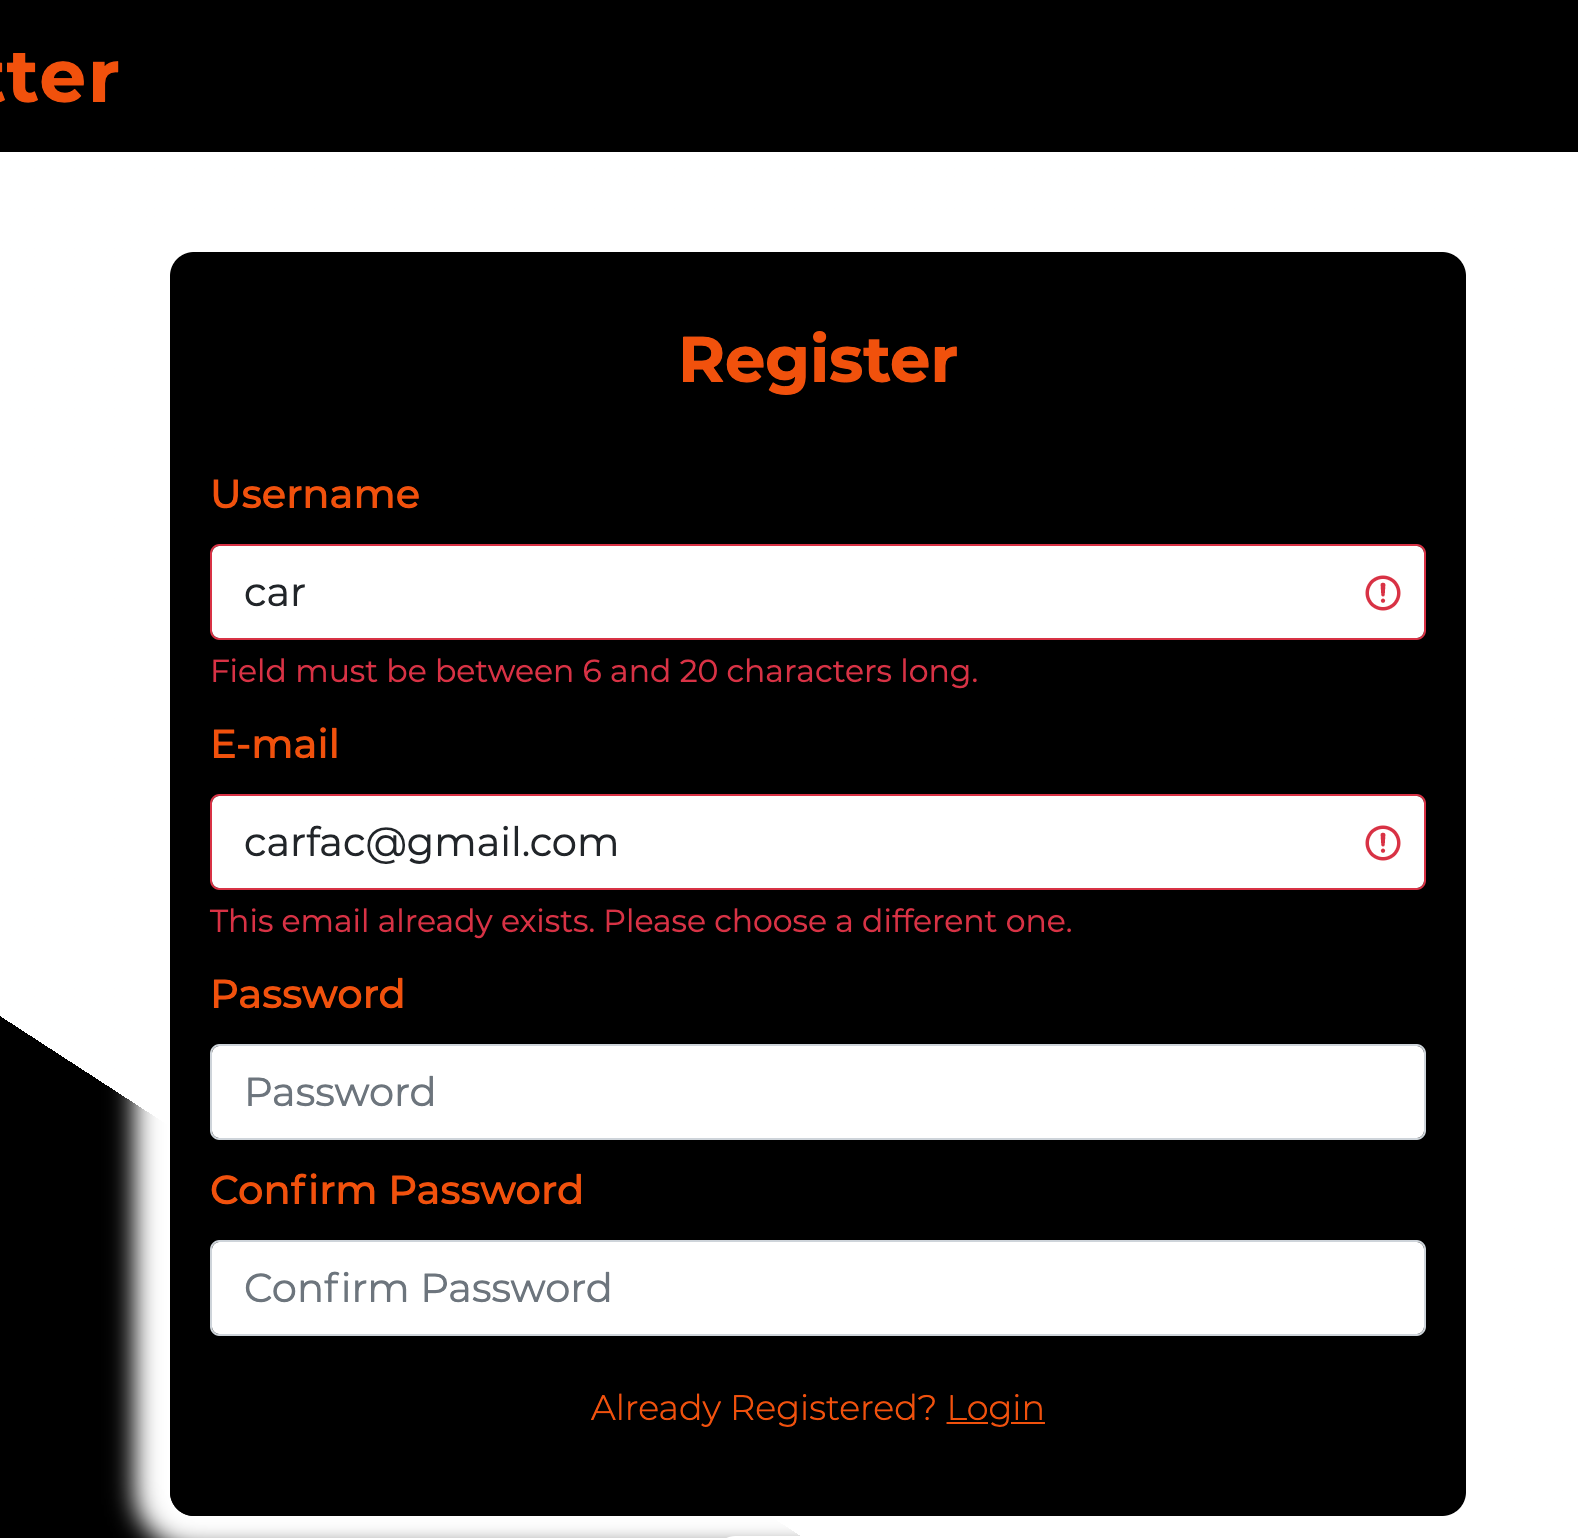 tter
Register
Username
car
Field must be between 6 and 20 characters long.
E-mail
carfac@gmail.com
This email already exists. Please choose a different one.
Password
Password
Confirm Password
Confirm Password
Already Registered? Login